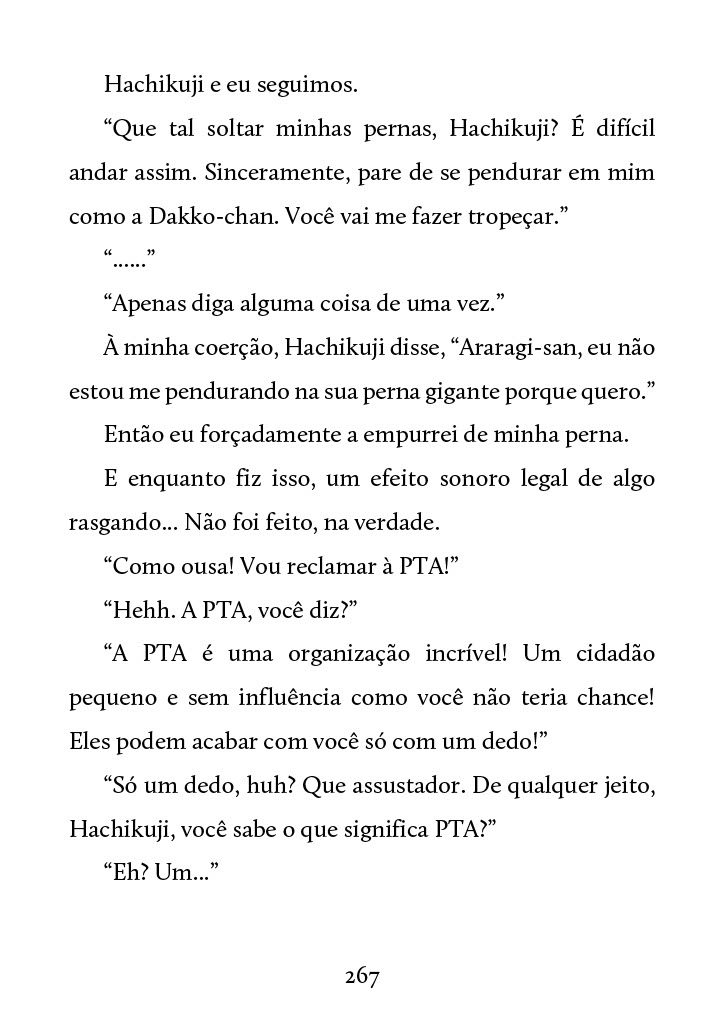 Hachikuji e eu seguimos.
“Que tal soltar minhas pernas, Hachikuji? É difícil
andar assim. Sinceramente, pare de se pendurar em mim
como a Dakko-chan. Você vai me fazer tropeçar.”
“......”
“Apenas diga alguma coisa de uma vez.”
À minha coerção, Hachikuji disse, “Araragi-san, eu não
estou me pendurando na sua perna gigante porque quero.”
Então eu forçadamente a empurrei de minha perna.
E enquanto fiz isso, um efeito sonoro legal de algo
rasgando... Não foi feito, na verdade.
“Como ousa! Vou reclamar à PTA!”
“Hehh. A PTA, você diz?”
“A PTA é uma organização incrível! Um cidadão
pequeno e sem influência como você não teria chance!
Eles podem acabar com você só com um dedo!”
“Só um dedo, huh? Que assustador. De qualquer jeito,
Hachikuji, você sabe o que significa PTA?”
“Eh? Um...”
267